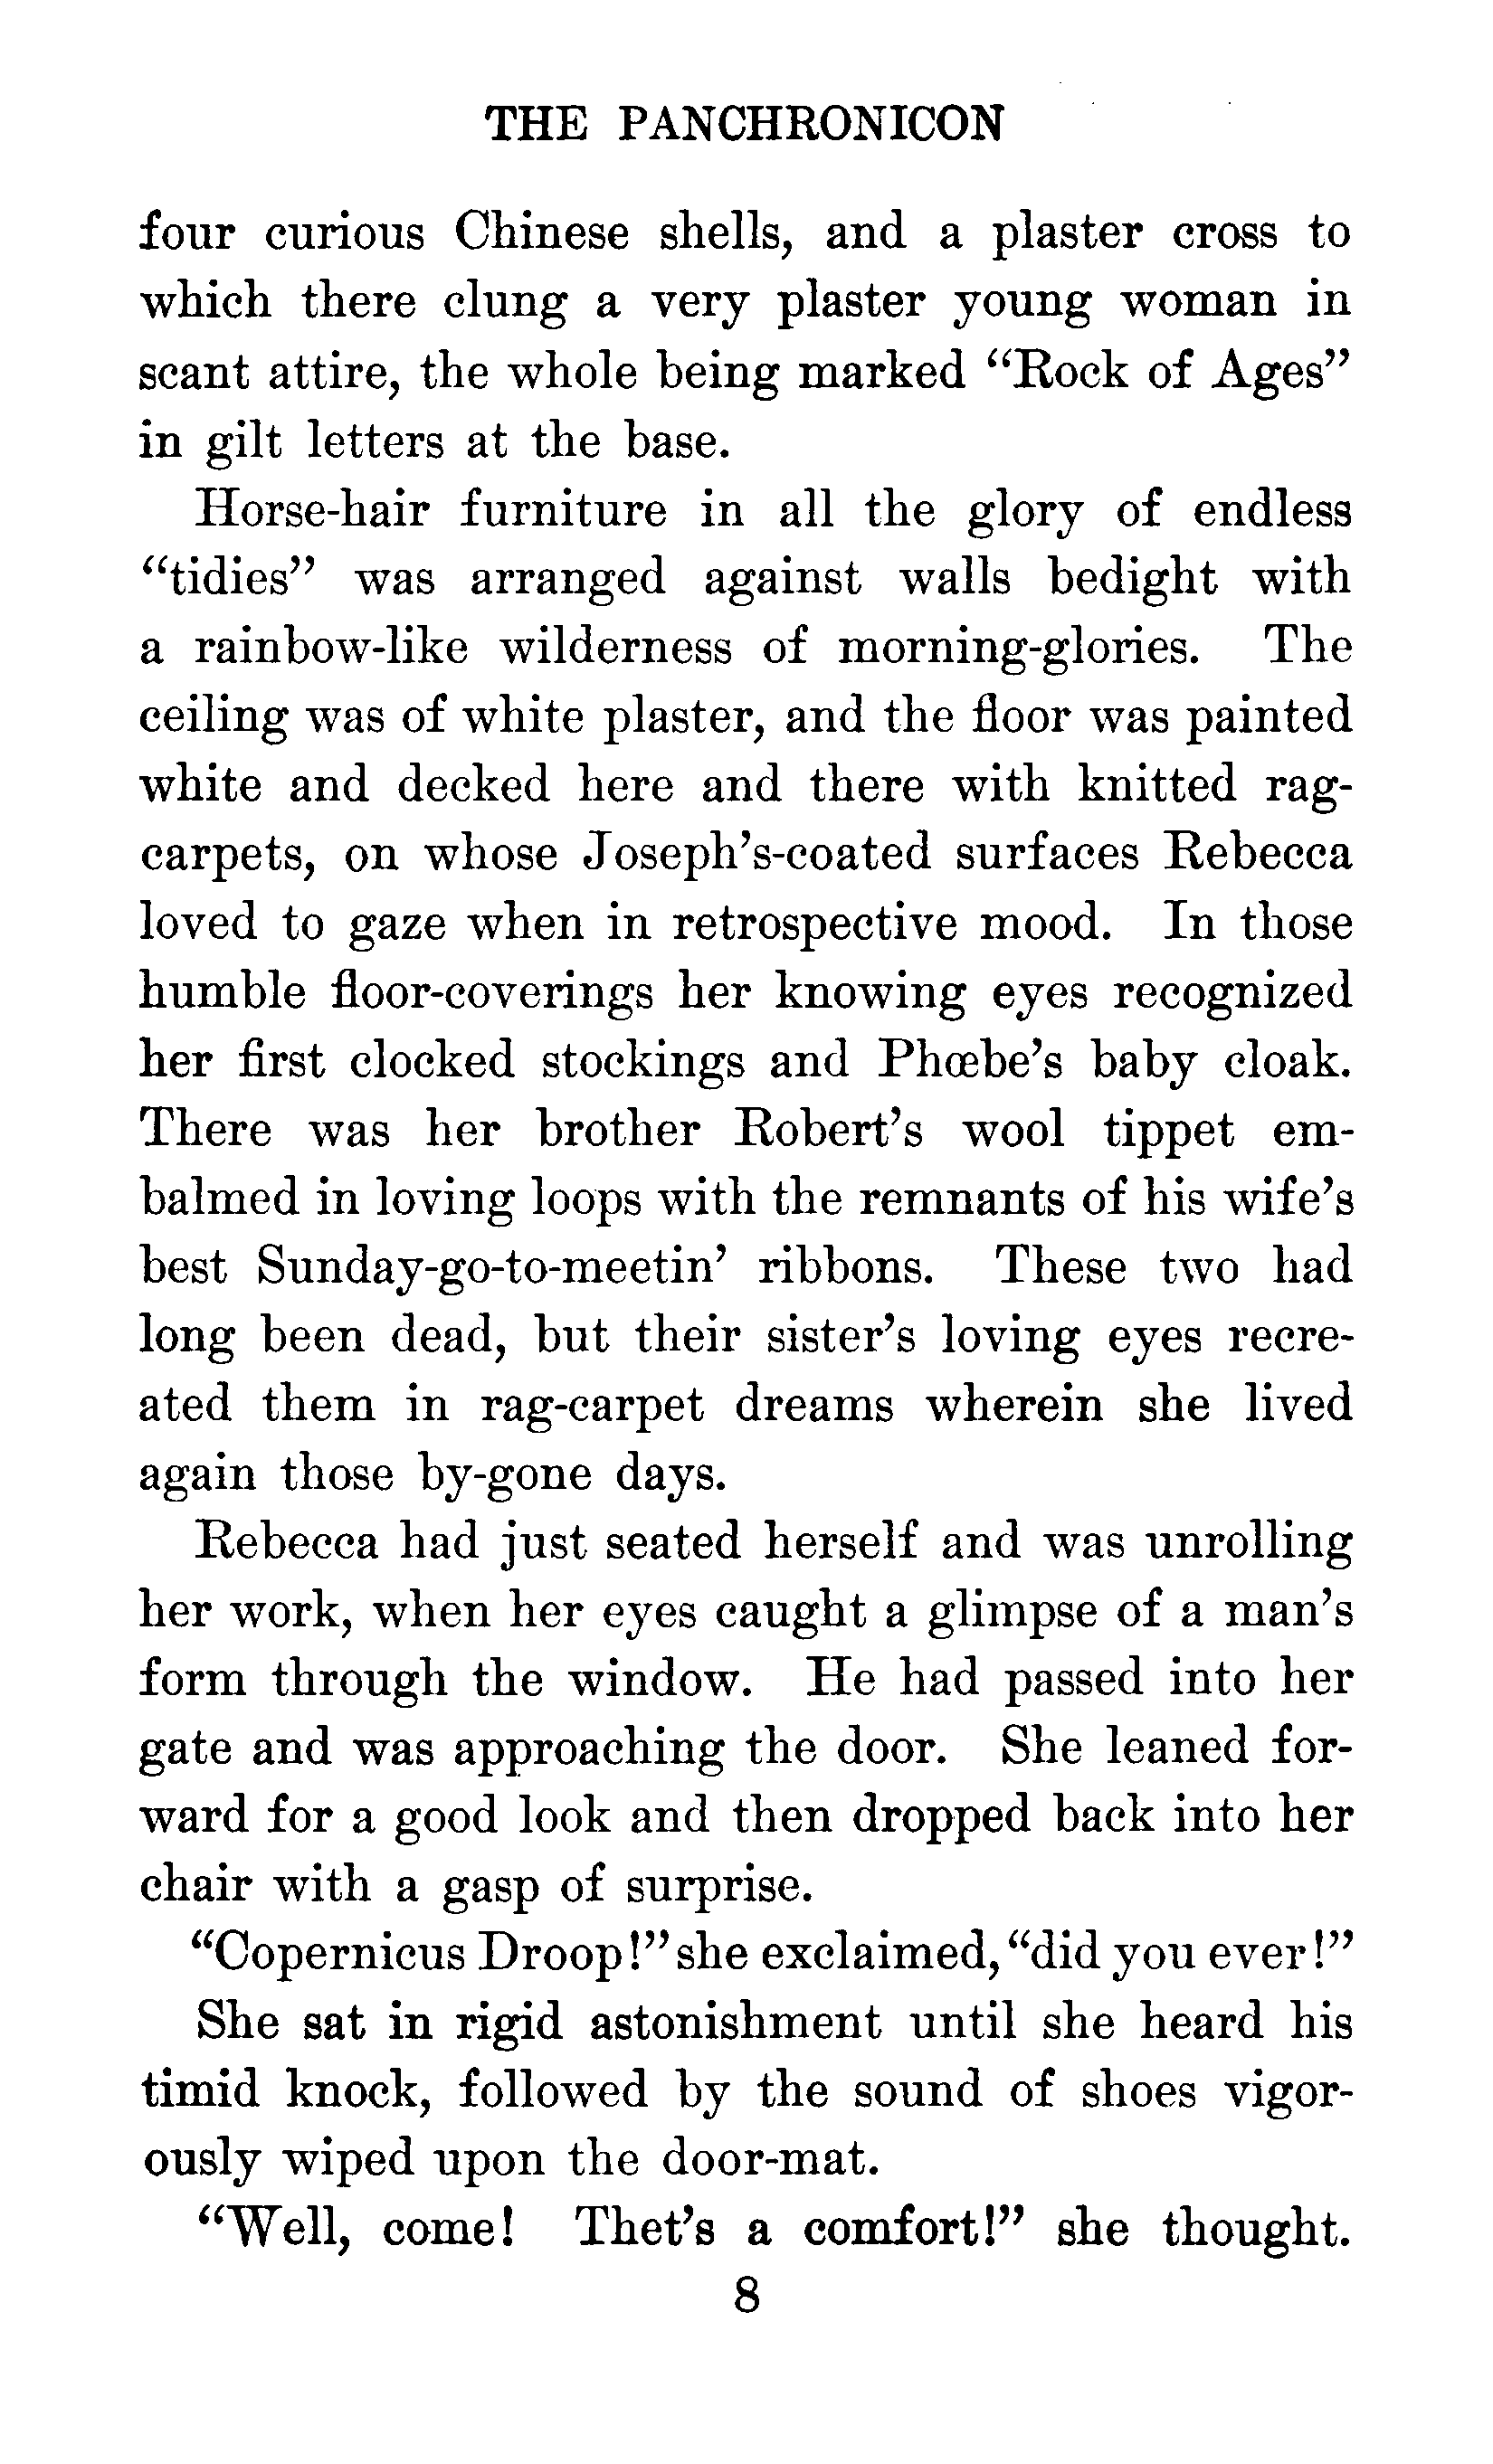 THE PANCHRONICON
four curious Chinese shells, and a plaster cross to
which there clung a very plaster young woman in
scant attire, the whole being marked “Rock of Ages”
in gilt letters at the base.
Horse-hair furniture in all the glory of endless
“tidies” was arranged against walls bedight with
a rainbow-like wilderness of morning-glories. The
ceiling was of white plaster, and the floor was painted
white and decked here and there with knitted rag-
carpets, on whose Joseph’s-coated surfaces Rebecca
loved to gaze when in retrospective mood. In those
humble floor-coverings her knowing eyes recognized
her first clocked stockings and Phœbe’s baby cloak.
There was her brother Robert’s wool tippet em-
balmed in loving loops with the remnants of his wife’s
best Sunday-go-to-meetin’ ribbons. These two had
long been dead, but their sister’s loving eyes recre-
ated them in rag-carpet dreams wherein she lived
again those by-gone days.
Rebecca had just seated herself and was unrolling
her work, when her eyes caught a glimpse of a man’s
form through the window. He had passed into her
gate and was approaching the door. She leaned for-
ward for a good look and then dropped back into her
chair with a gasp of surprise.
“Copernicus Droop!” she exclaimed, “did you ever!”
She sat in rigid astonishment until she heard his
timid knock, followed by the sound of shoes vigor-
ously wiped upon the door-mat.
“Well, come! Thet’s a comfort!” she thought.
8